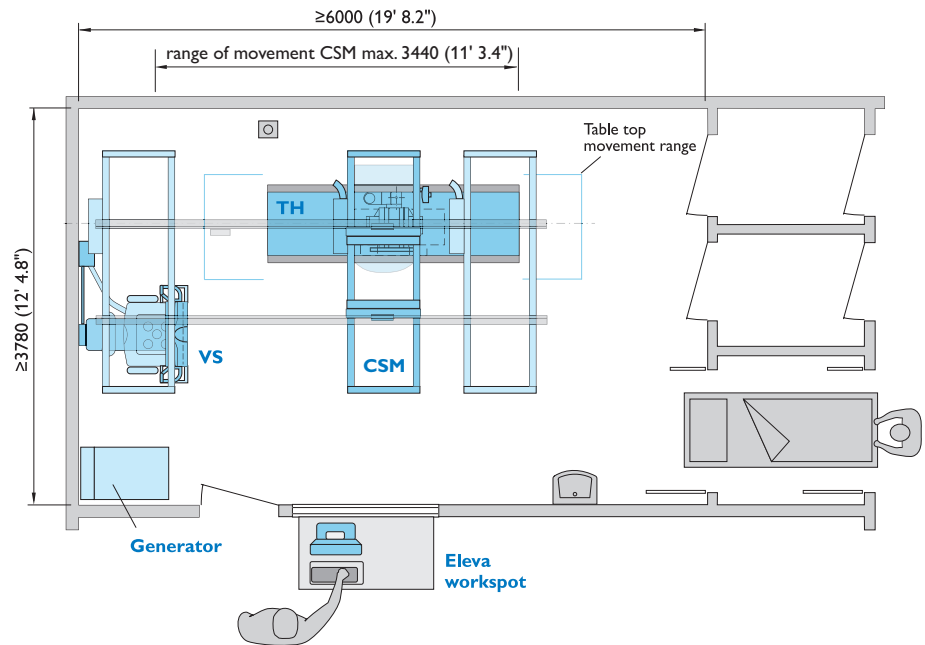 ≥6000 (19' 8.2")
range of movement CSM max. 3440 (11' 3.4")
Table top
movement range
TH
≥3780 (12' 4.8")
VS
CSM
Generator
Eleva
workspot